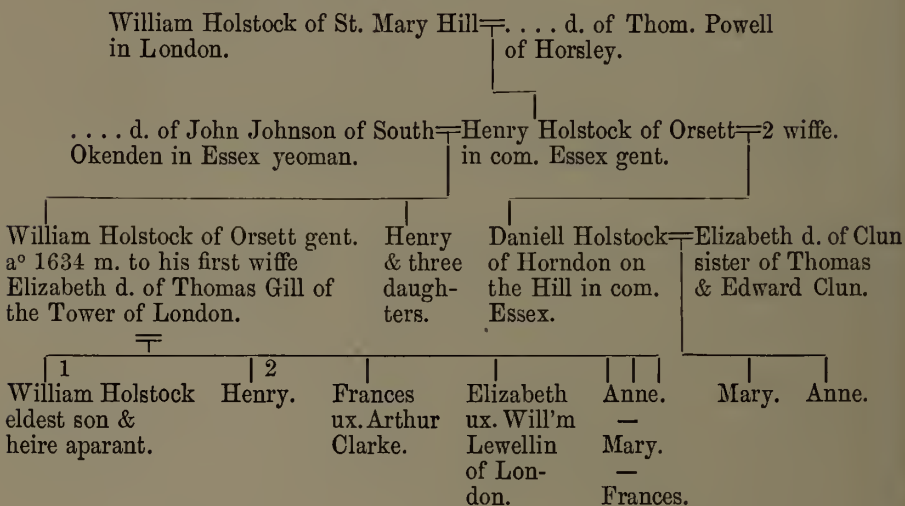 William Holstock of St. Mary Hill=. . . . d. of Thom. Powell
in London. of Horsley.
. . . . d. of John Johnson of South=Henry Holstock of Orsett=2 wiffe.
Okenden in Essex yeoman. in com. Essex gent.
William Holstock of Orsett gent.
aº 1634 m. to his first wiffe
Elizabeth d. of Thomas Gill of
the Tower of London.
Henry
& three
daugh-
ters.
Daniell Holstock=Elizabeth d. of Clun
of Horndon on
the Hill in com.
Essex.
sister of Thomas
& Edward Clun.
1
William Holstock
eldest son &
heire aparant.
2
Henry.
Frances
ux. Arthur
Clarke.
Elizabeth
ux. Will'm
Lewellin
of Lon-
don.
Anne.
—
Mary.
—
Frances.
Mary.
Anne.